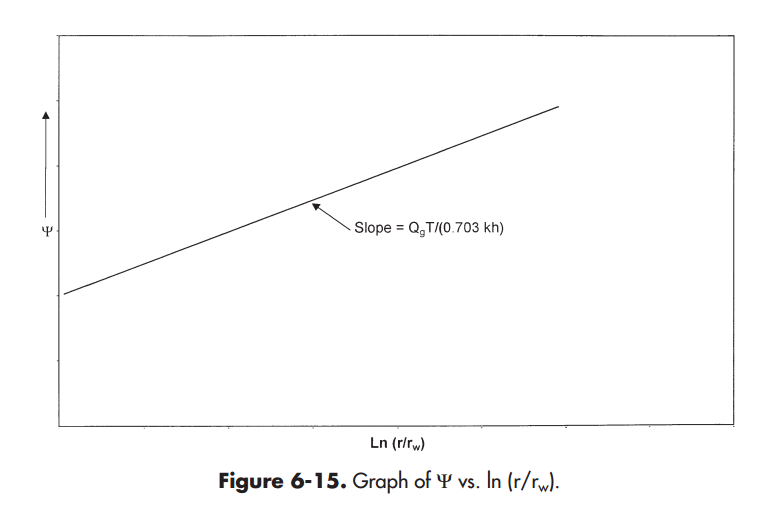 Ψ
Slope = QgT/(0.703 kh)
Ln (r/rw)
Figure 6-15. Graph of Ψ vs. ln (r/rw).